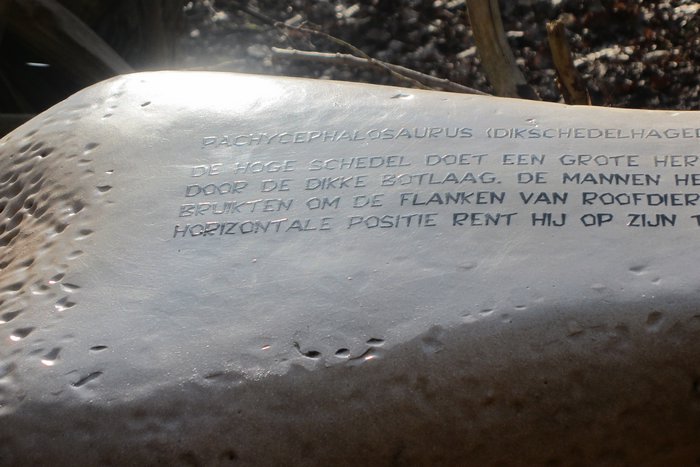 PACHYCEPHALOSAURUS (DIKSCHEDELHAGE
DE HOGE SCHEDEL DOET EEN GROTE HER
DOOR DE DIKKE BOTLAAG. DE MANNEN HE
BRUIKTEN OM DE FLANKEN VAN ROOFDIER
HORIZONTALE POSITIE RENT HIJ OP ZIJN T